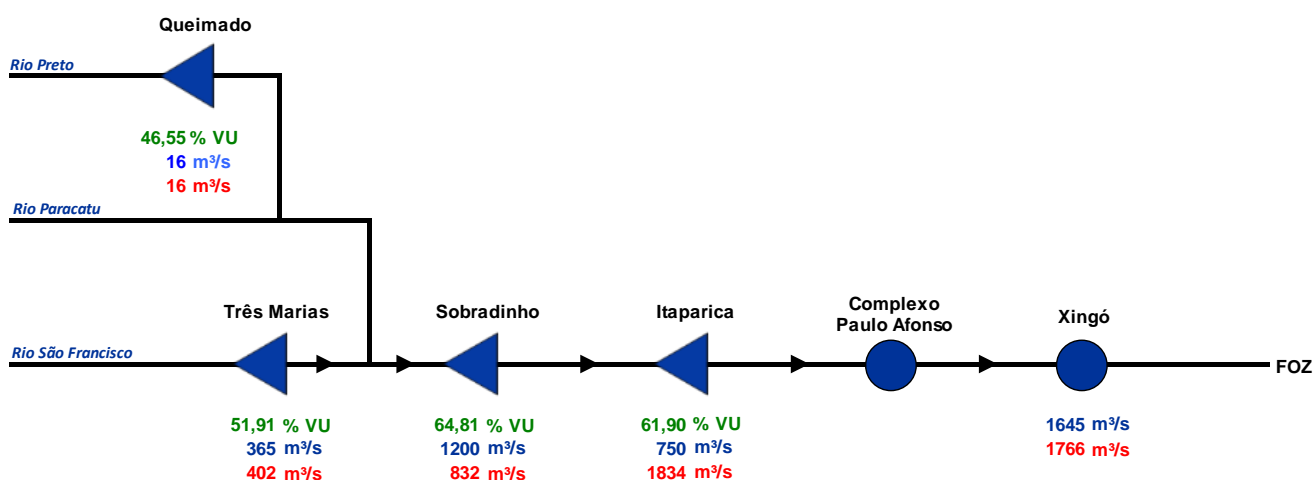 Queimado
Rio Preto
46,55 % VU
16 m³/s
16 m³/s
Rio Paracatu
Três Marias
Sobradinho
Itaparica
Complexo
Paulo Afonso
Xingó
Rio São Francisco
FOZ
51,91 % VU
365 m³/s
402 m³/s
64,81 % VU
1200 m³/s
832 m³/s
61,90 % VU
750 m³/s
1834 m³/s
1645 m³/s
1766 m³/s